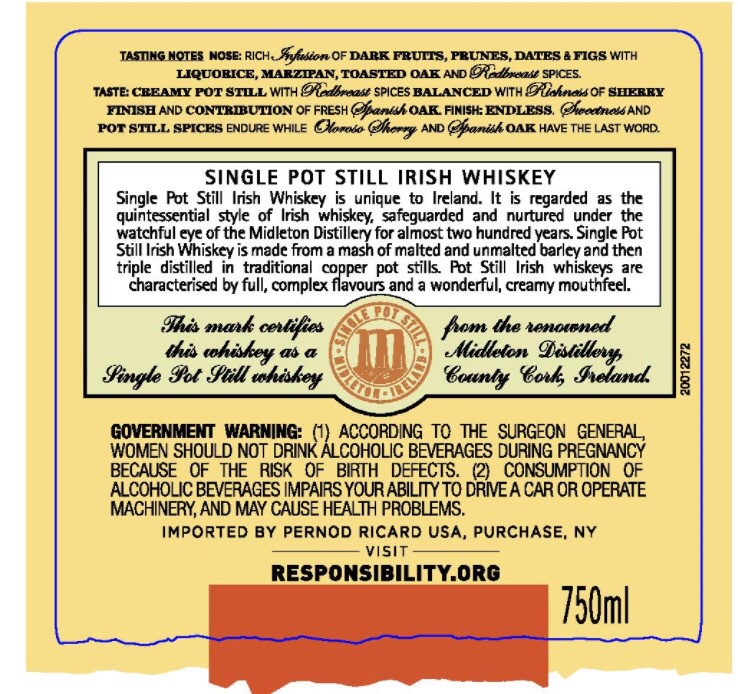 TASTING NOTES NOSE: RICH Infusion OF DARK FRUITS, PRUNES, DATES & FIGS WITH
LIQUORICE, MARZIPAN, TOASTED OAK AND Redbreast SPICES.
TASTE: CREAMY POT STILL WITH Redbreast SPICES BALANCED WITH Richness OF SHERRY
FINISH AND CONTRIBUTION OF FRESH Spanish OAK. FINISH: ENDLESS. Sweetness AND
POT STILL SPICES ENDURE WHILE Oloroso Sherry AND Spanish OAK HAVE THE LAST WORD.
SINGLE POT STILL IRISH WHISKEY
Single Pot Still Irish Whiskey is unique to Ireland. It is regarded as the
quintessential style of Irish whiskey, safeguarded and nurtured under the
watchful eye of the Midleton Distillery for almost two hundred years. Single Pot
Still Irish Whiskey is made from a mash of malted and unmalted barley and then
triple distilled in traditional copper pot stills. Pot Still Irish whiskeys are
characterised by full, complex flavours and a wonderful, creamy mouthfeel.
This mark certifies
this whiskey as a
Single Pot Still whiskey
SINGLE POT STILL
MIDLETON • IRELAND
from the renowned
Midleton Distillery,
County Cork, Ireland.
20012272
GOVERNMENT WARNING: (1) ACCORDING TO THE SURGEON GENERAL,
WOMEN SHOULD NOT DRINK ALCOHOLIC BEVERAGES DURING PREGNANCY
BECAUSE OF THE RISK OF BIRTH DEFECTS. (2) CONSUMPTION OF
ALCOHOLIC BEVERAGES IMPAIRS YOUR ABILITY TO DRIVE A CAR OR OPERATE
MACHINERY, AND MAY CAUSE HEALTH PROBLEMS.
IMPORTED BY PERNOD RICARD USA, PURCHASE, NY
VISIT
RESPONSIBILITY.ORG
750ml